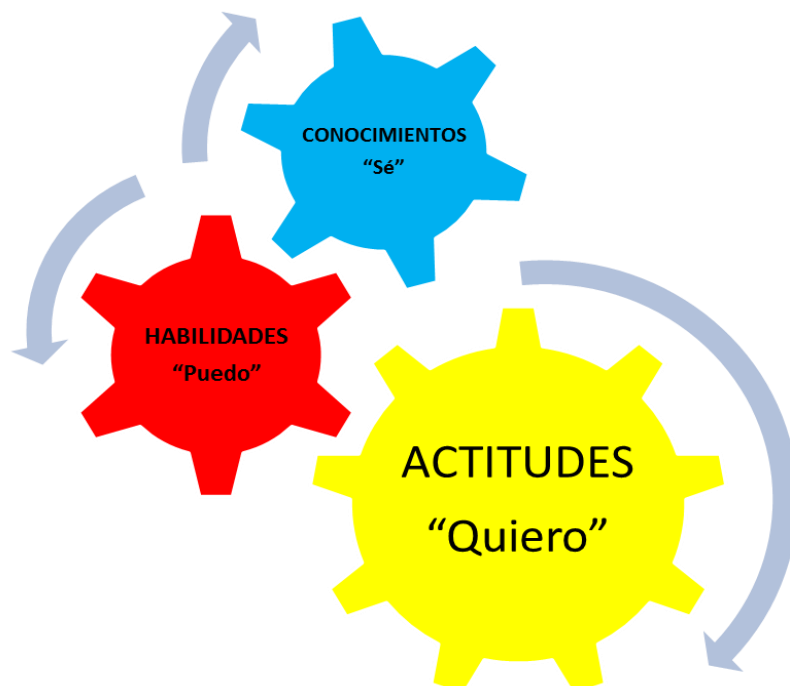 CONOCIMIENTOS
“Sé”
HABILIDADES
“Puedo”
ACTITUDES
“Quiero”